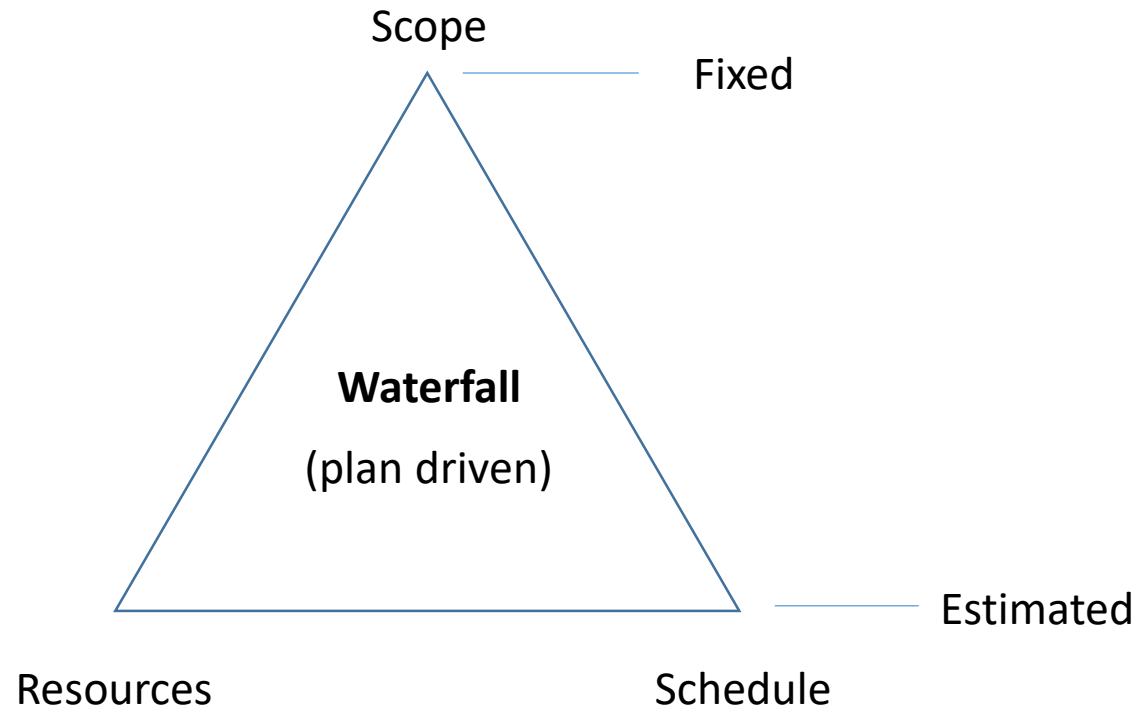 Scope
Fixed
Waterfall
(plan driven)
Estimated
Resources
Schedule